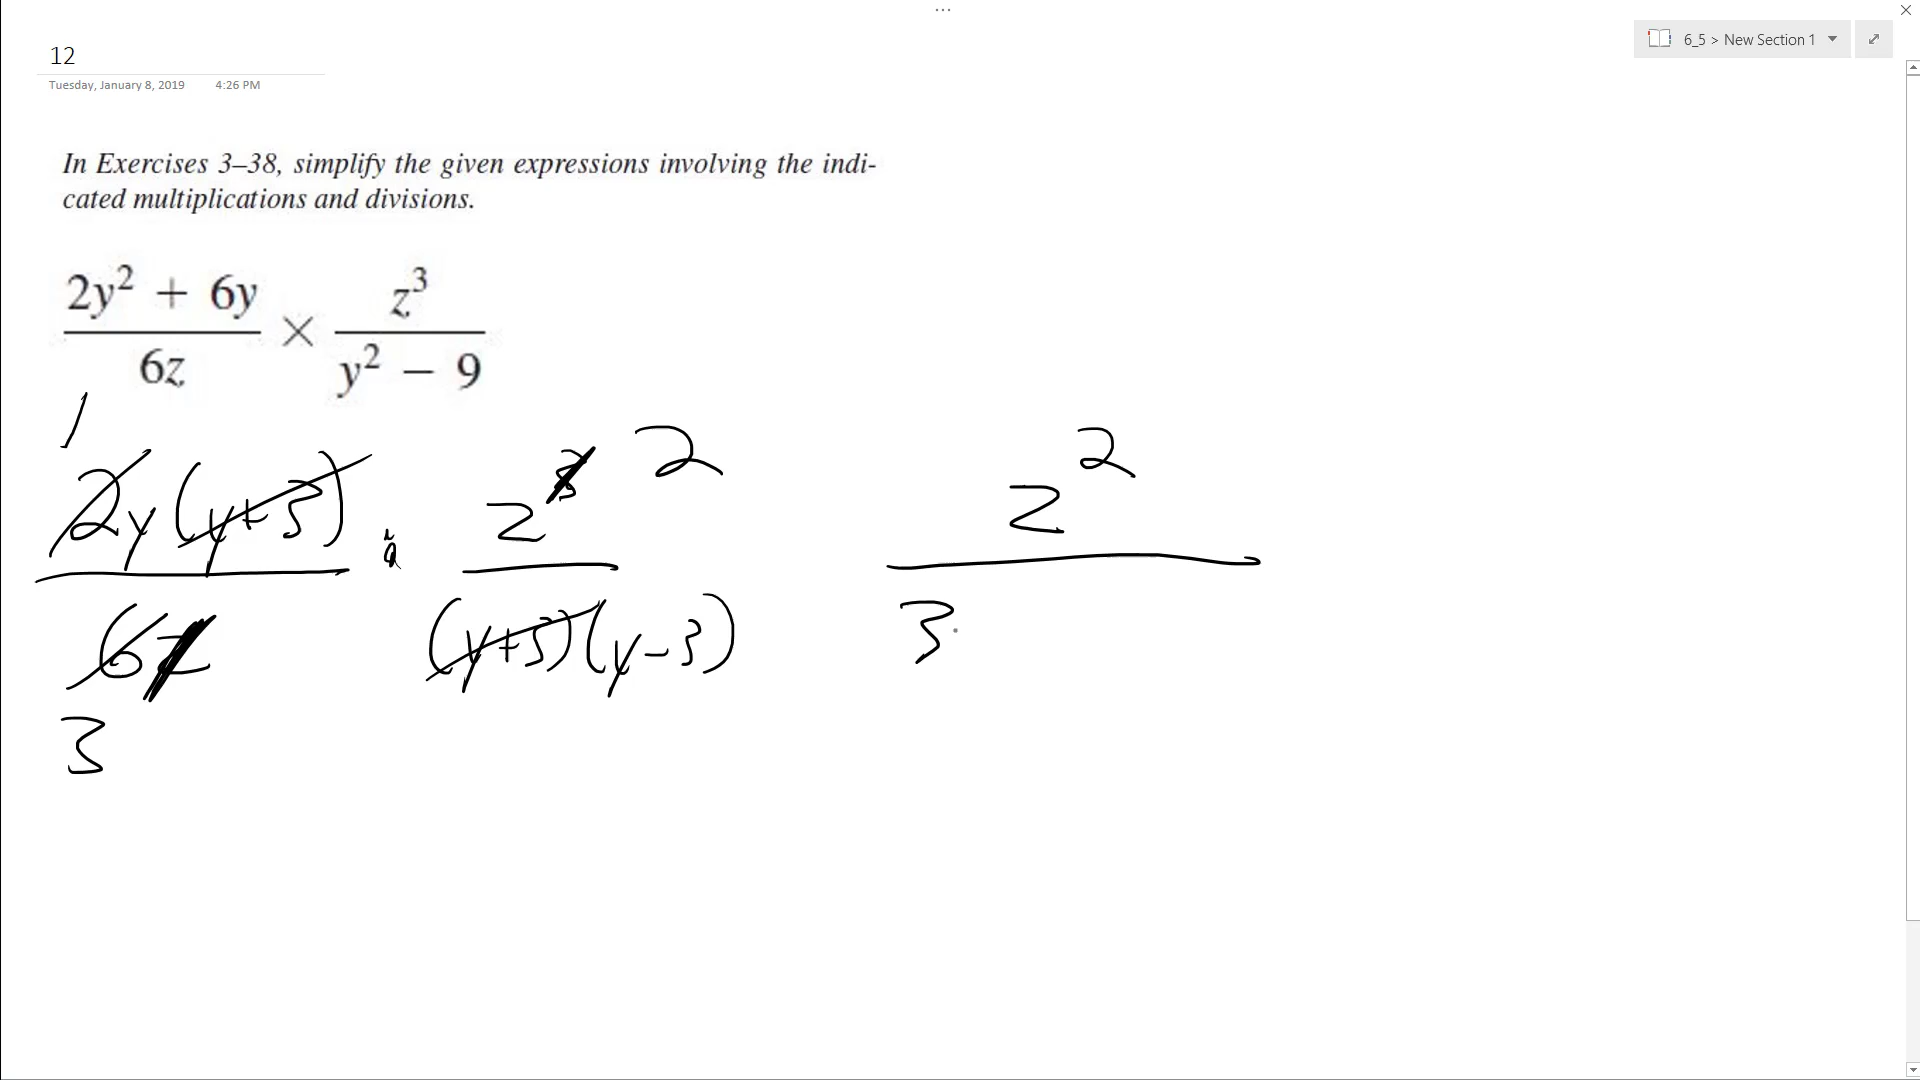 ...
6_5 > New Section 1
12
Tuesday, January 8, 2019 4:26 PM
In Exercises 3–38, simplify the given expressions involving the indi-
cated multiplications and divisions.
2y² + 6y z³
×
6z y² − 9
1
2y(y+3) z³ 2 z²
6z (y+3)(y-3) 3
3